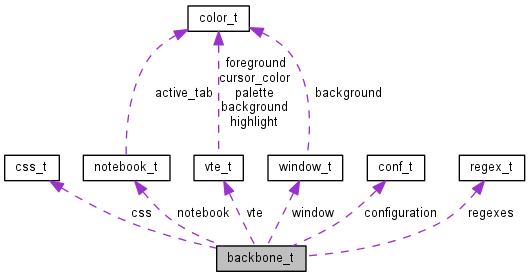 color_t
foreground
cursor_color
active_tab
palette
background
background
highlight
css_t
notebook_t
vte_t
window_t
conf_t
regex_t
css
notebook
vte
window
configuration
regexes
backbone_t